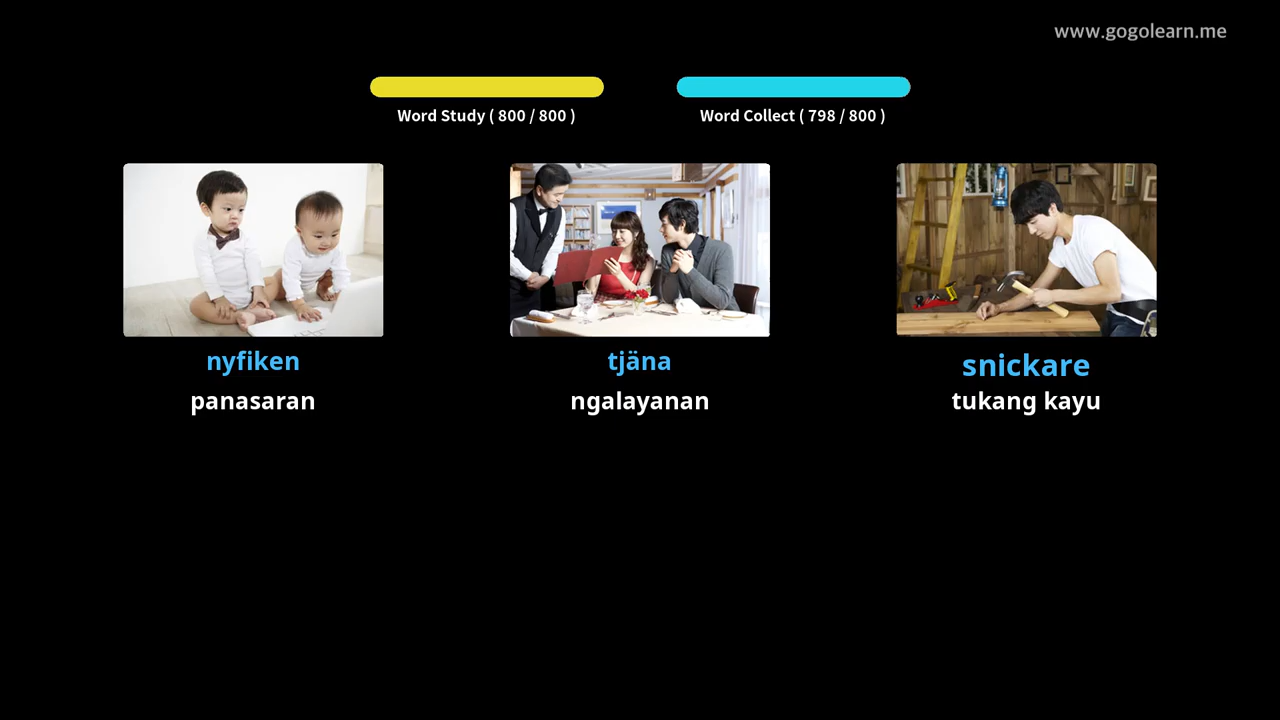 www.gogolearn.me
Word Study ( 800 / 800 )
Word Collect ( 798 / 800 )
nyfiken
tjäna
snickare
panasaran
ngalayanan
tukang kayu